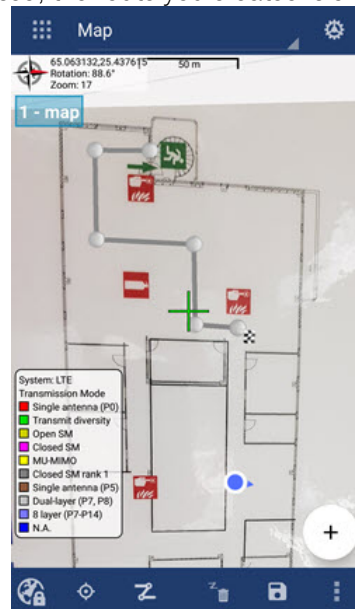 Map
65.063132,25.437615
Rotation: 88.6°
Zoom: 17
50 m
1 - map
System: LTE
Transmission Mode
Single antenna (P0)
Transmit diversity
Open SM
Closed SM
MU-MIMO
Closed SM rank 1
Single antenna (P5)
Dual-layer (P7, P8)
8 layer (P7-P14)
N.A.
+